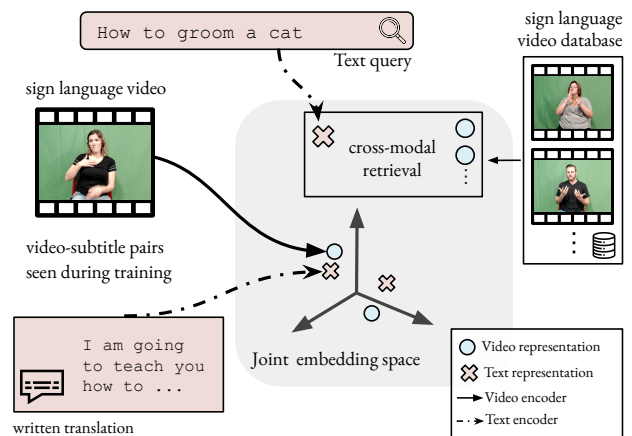 How to groom a cat
Text query
sign language
video database
sign language video
cross-modal
retrieval
video-subtitle pairs
seen during training
I am going
to teach you
how to ...
written translation
Joint embedding space
Video representation
Text representation
Video encoder
Text encoder